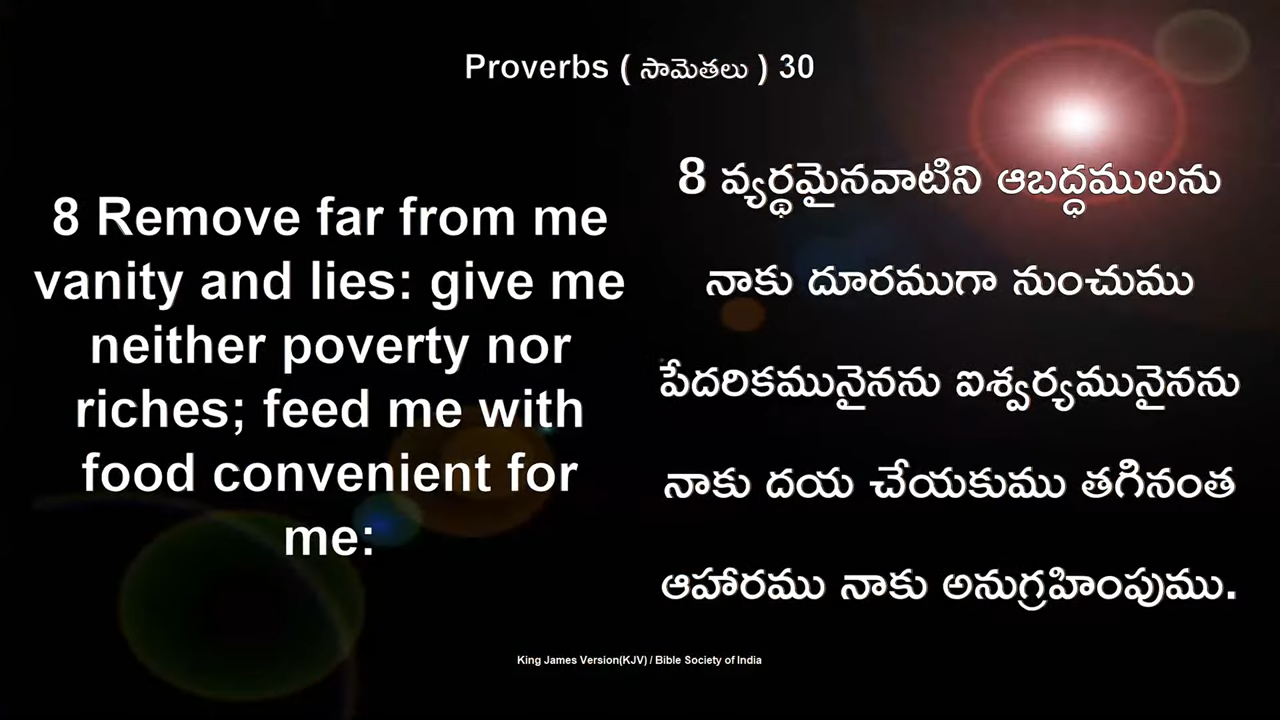 Proverbs ( సామెతలు ) 30
8 Remove far from me
vanity and lies: give me
neither poverty nor
riches; feed me with
food convenient for
me:
8 వ్యర్థమైనవాటిని ఆబద్ధములను
నాకు దూరముగా నుంచుము
పేదరికమునైనను ఐశ్వర్యమునైనను
నాకు దయ చేయకుము తగినంత
ఆహారము నాకు అనుగ్రహింపుము.
King James Version(KJV) / Bible Society of India